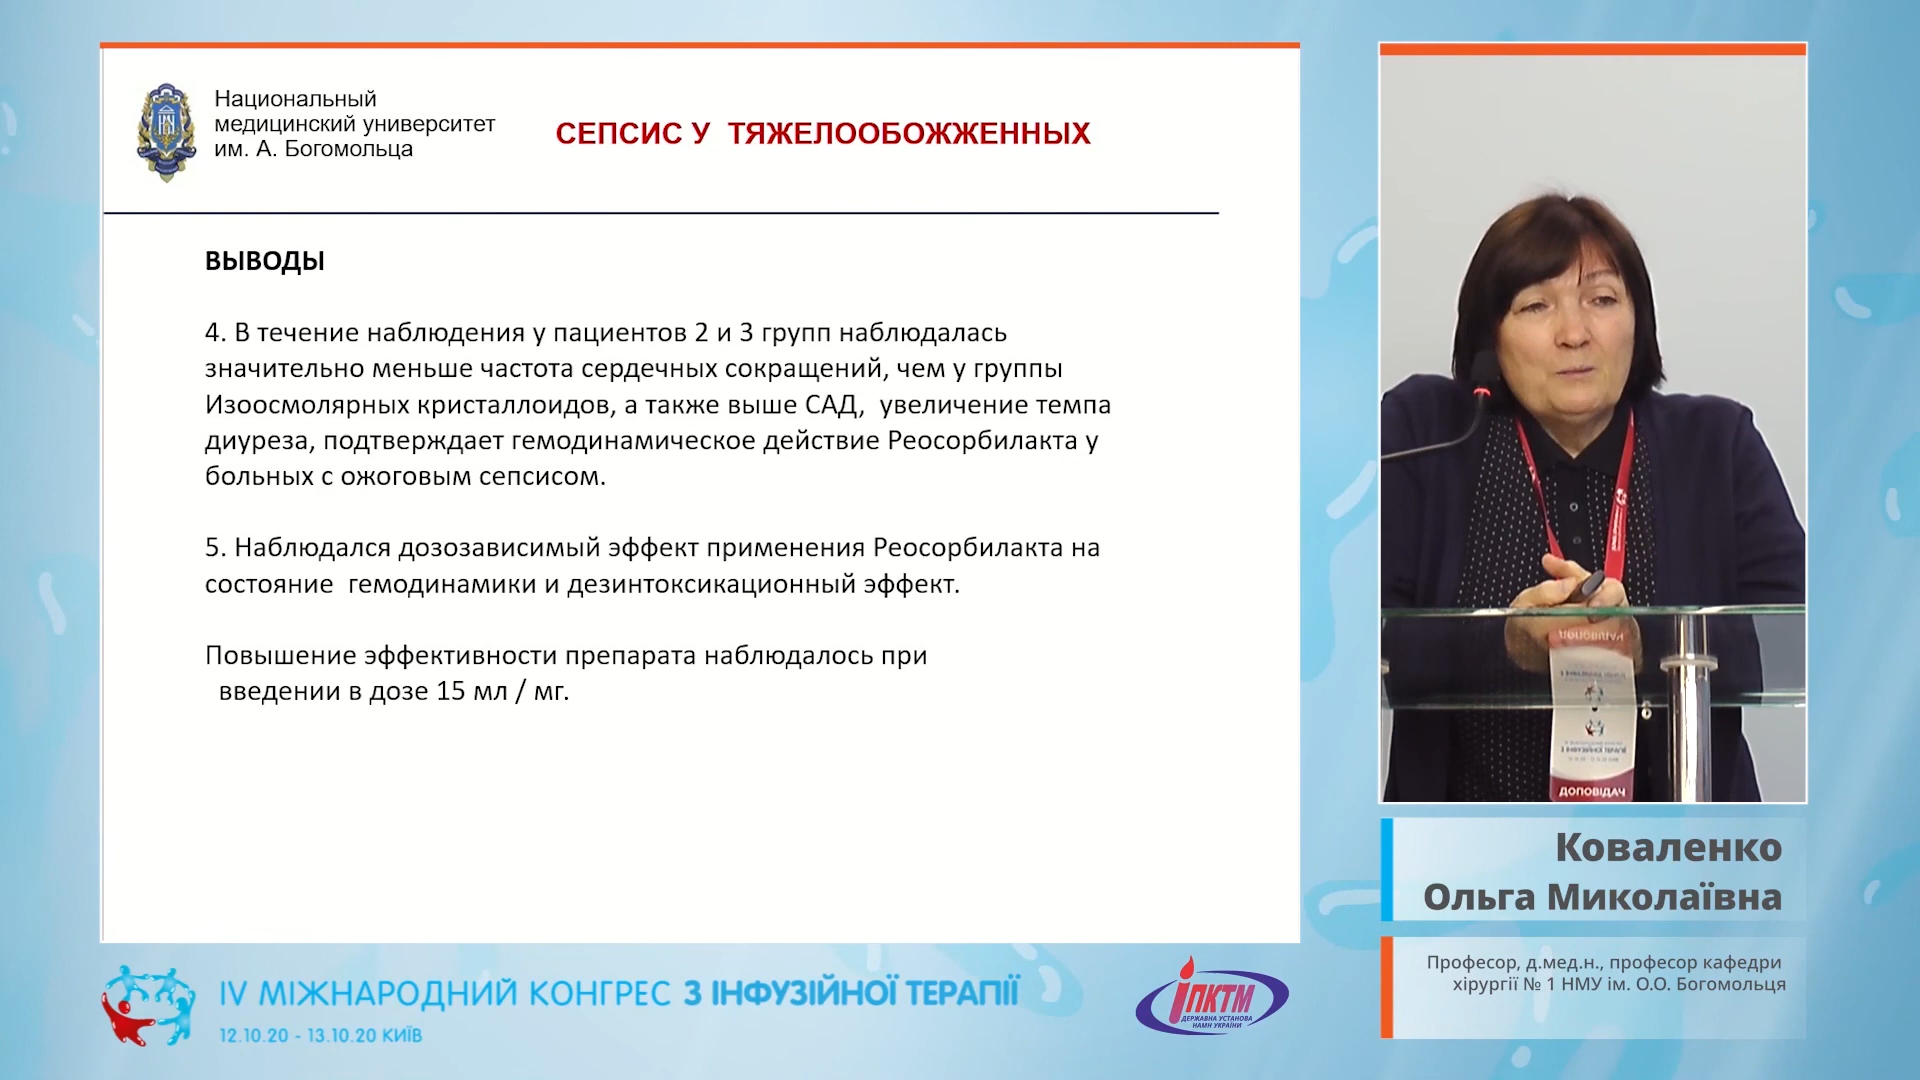 Национальный
медицинский университет
им. А. Богомольца
СЕПСИС У ТЯЖЕЛООБОЖЖЕННЫХ
ВЫВОДЫ
4. В течение наблюдения у пациентов 2 и 3 групп наблюдалась
значительно меньше частота сердечных сокращений, чем у группы
Изоосмолярных кристаллоидов, а также выше САД, увеличение темпа
диуреза, подтверждает гемодинамическое действие Реосорбилакта у
больных с ожоговым сепсисом.
5. Наблюдался дозозависимый эффект применения Реосорбилакта на
состояние гемодинамики и дезинтоксикационный эффект.
Повышение эффективности препарата наблюдалось при
введении в дозе 15 мл / мг.
ДОПОВІДАЧ
Коваленко
Ольга Миколаївна
Професор, д.мед.н., професор кафедри
хірургії № 1 НМУ ім. О.О. Богомольця
IV МІЖНАРОДНИЙ КОНГРЕС З ІНФУЗІЙНОЇ ТЕРАПІЇ
12.10.20 - 13.10.20 КИЇВ
ІПКТМ
ДЕРЖАВНА УСТАНОВА
НАМН УКРАЇНИ